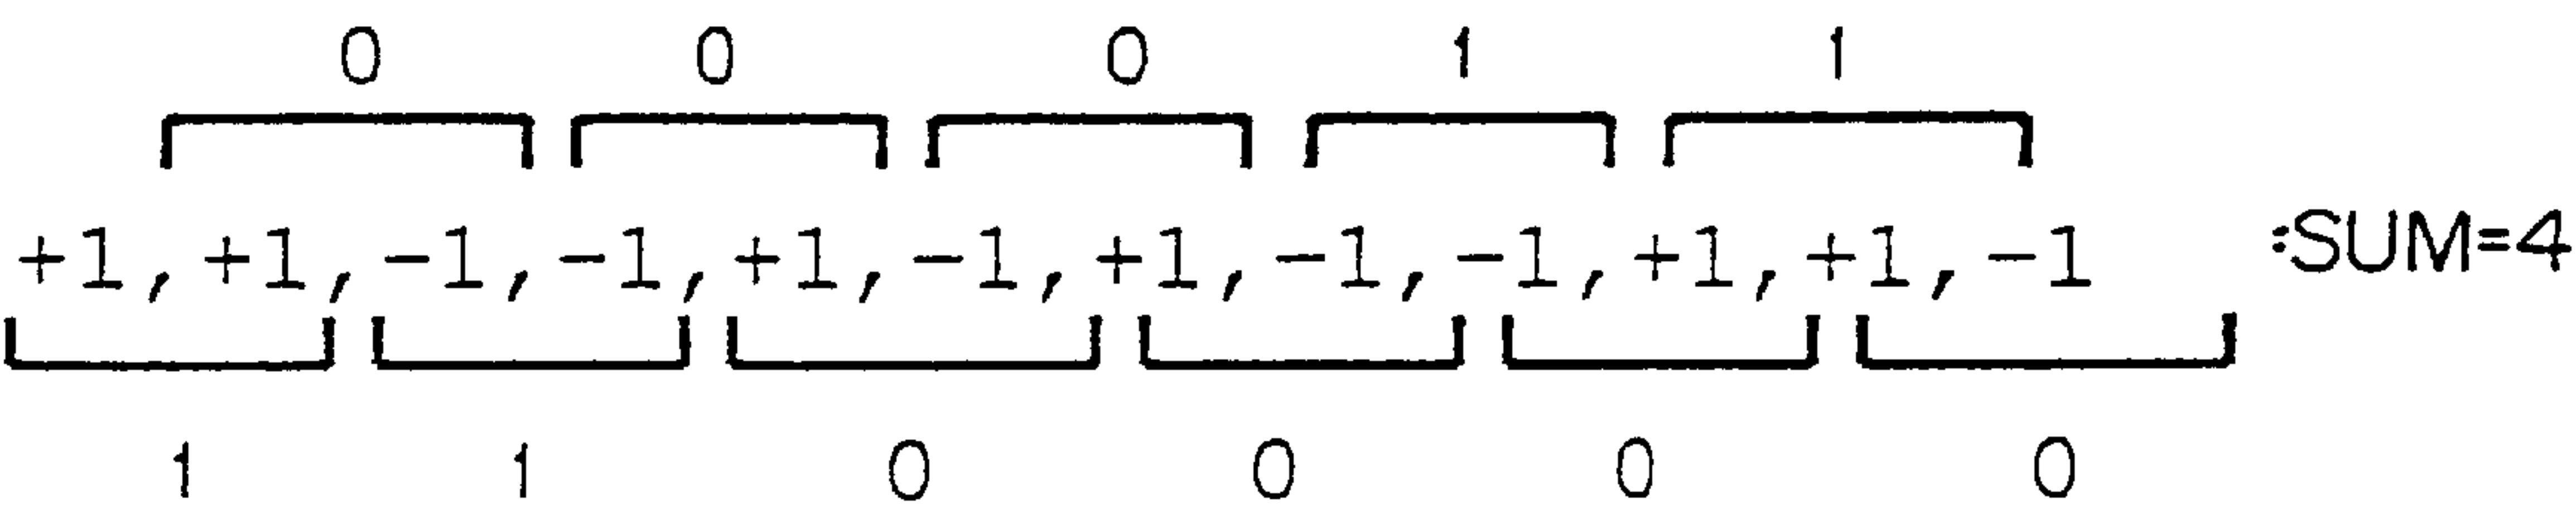 0 0 0 1 1
+1, +1, -1, -1, +1, -1, +1, -1, -1, +1, +1, -1 :SUM=4
1 1 0 0 0 0